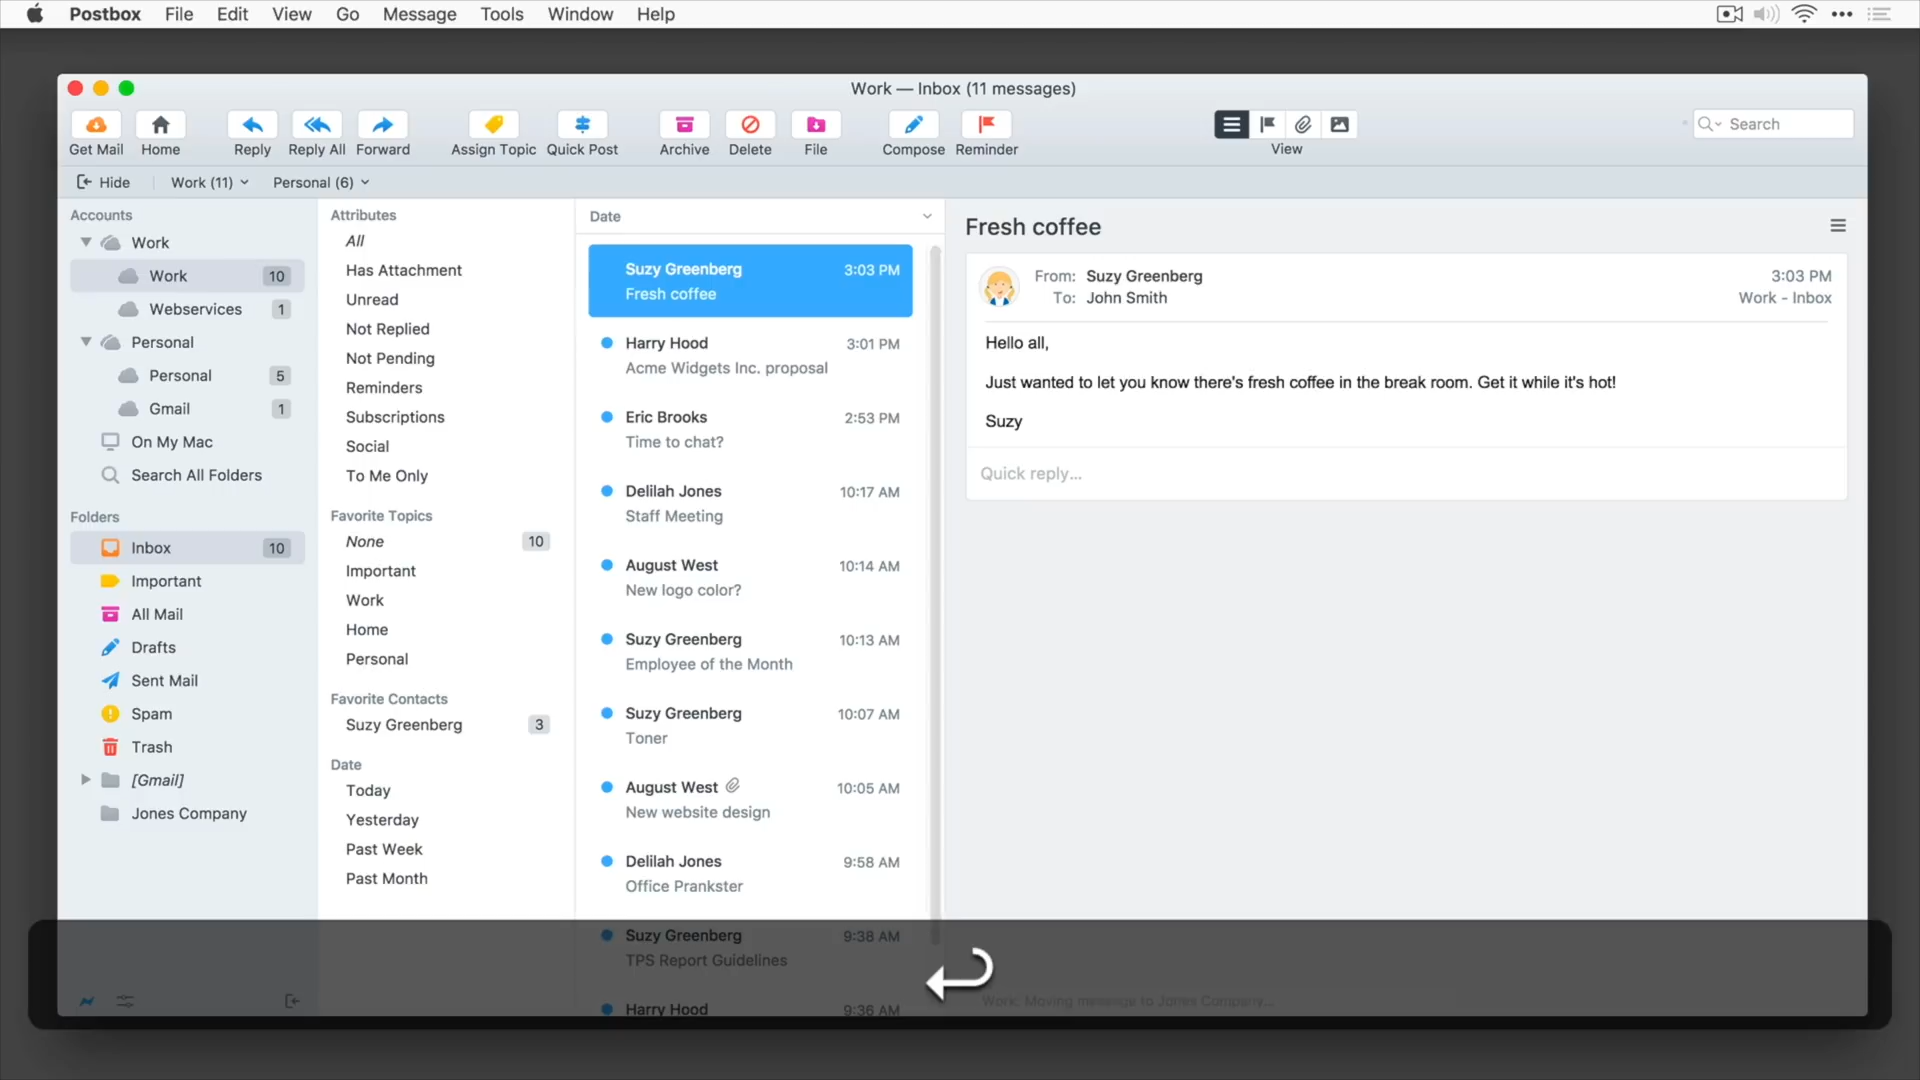 Postbox File Edit View Go Message Tools Window Help
Work — Inbox (11 messages)
Get Mail Home Reply Reply All Forward Assign Topic Quick Post Archive Delete File Compose Reminder View Search
Hide Work (11) Personal (6)
Accounts
Work
Work 10
Webservices 1
Personal
Personal 5
Gmail 1
On My Mac
Search All Folders
Folders
Inbox 10
Important
All Mail
Drafts
Sent Mail
Spam
Trash
[Gmail]
Jones Company
Attributes
All
Has Attachment
Unread
Not Replied
Not Pending
Reminders
Subscriptions
Social
To Me Only
Favorite Topics
None 10
Important
Work
Home
Personal
Favorite Contacts
Suzy Greenberg 3
Date
Today
Yesterday
Past Week
Past Month
Date
Suzy Greenberg 3:03 PM
Fresh coffee
Harry Hood 3:01 PM
Acme Widgets Inc. proposal
Eric Brooks 2:53 PM
Time to chat?
Delilah Jones 10:17 AM
Staff Meeting
August West 10:14 AM
New logo color?
Suzy Greenberg 10:13 AM
Employee of the Month
Suzy Greenberg 10:07 AM
Toner
August West 10:05 AM
New website design
Delilah Jones 9:58 AM
Office Prankster
Suzy Greenberg 9:38 AM
TPS Report Guidelines
Harry Hood 9:36 AM
Fresh coffee
From: Suzy Greenberg 3:03 PM
To: John Smith Work - Inbox
Hello all,
Just wanted to let you know there's fresh coffee in the break room. Get it while it's hot!
Suzy
Quick reply...
Work: Moving message to Jones Company...